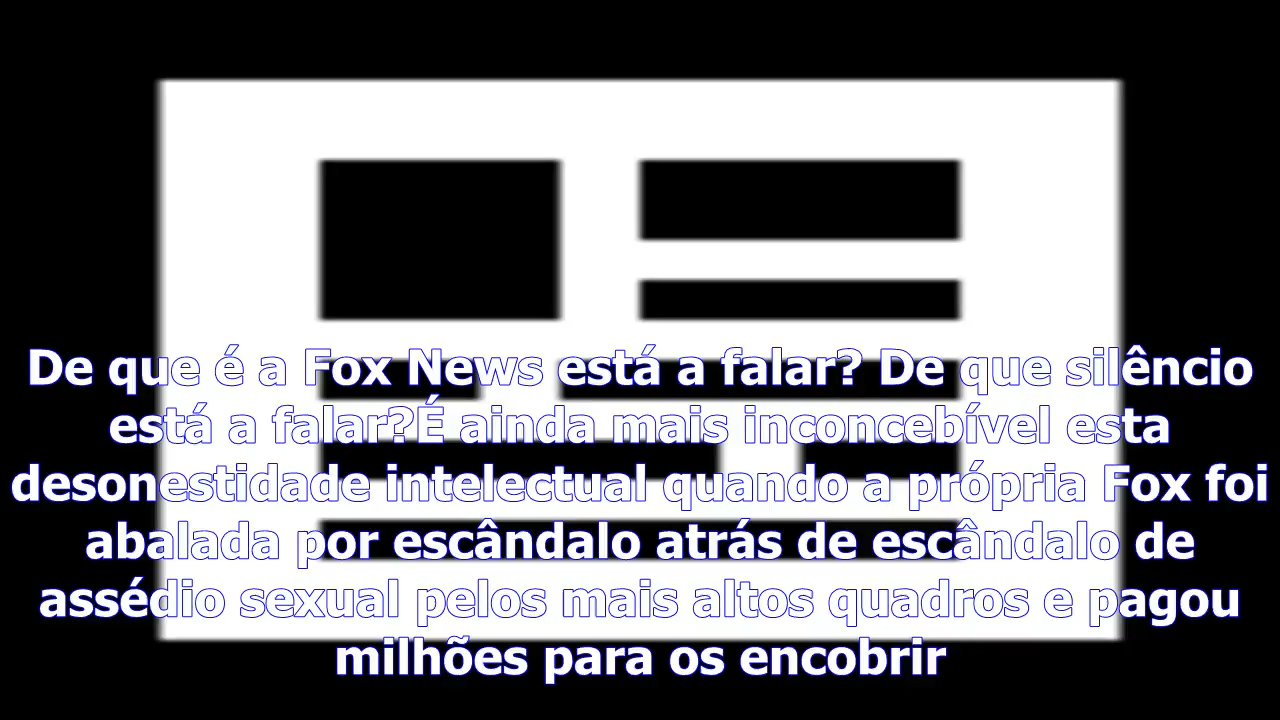 De que é a Fox News está a falar? De que silêncio
está a falar?É ainda mais inconcebível esta
desonestidade intelectual quando a própria Fox foi
abalada por escândalo atrás de escândalo de
assédio sexual pelos mais altos quadros e pagou
milhões para os encobrir